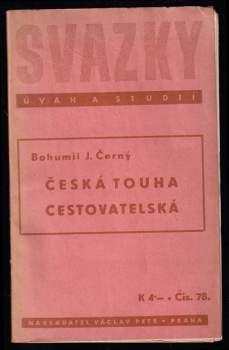 SVAZKY
ÚVAH A STUDIÍ
Bohumil J. Černý
ČESKÁ TOUHA
CESTOVATELSKÁ
K 4·— • Čís. 78.
NAKLADATEL VÁCLAV PETR - PRAHA